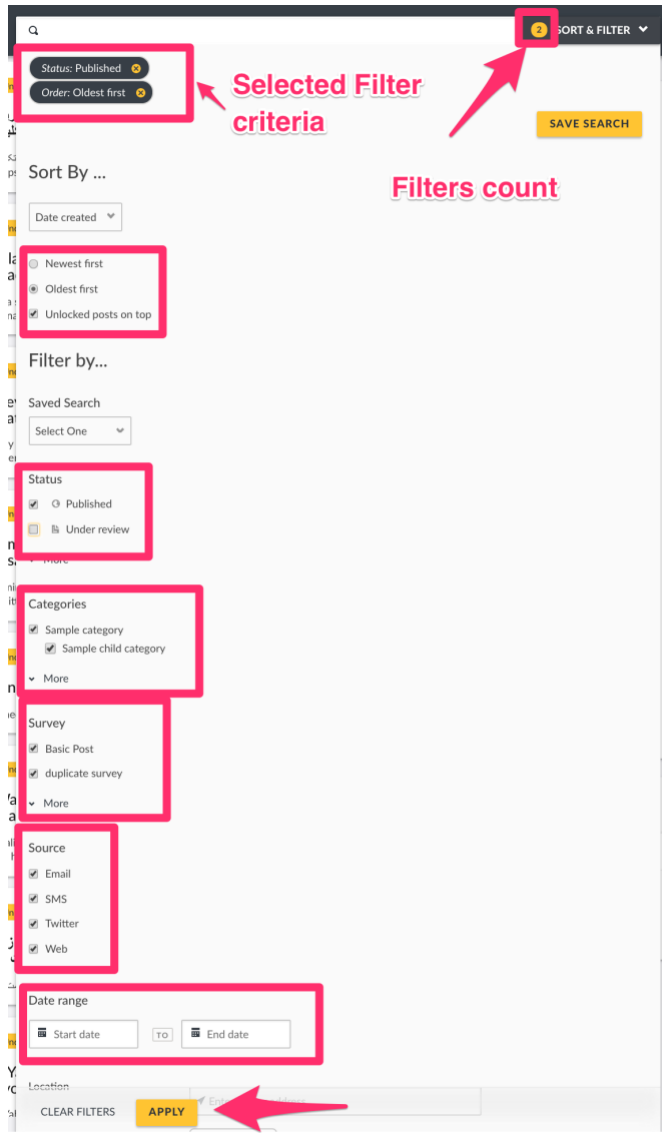 2 SORT & FILTER
Status: Published
Order: Oldest first
Selected Filter
criteria
SAVE SEARCH
Filters count
Sort By ...
Date created
Newest first
Oldest first
Unlocked posts on top
Filter by...
Saved Search
Select One
Status
Published
Under review
More
Categories
Sample category
Sample child category
More
Survey
Basic Post
duplicate survey
More
Source
Email
SMS
Twitter
Web
Date range
Start date TO End date
Location
CLEAR FILTERS APPLY